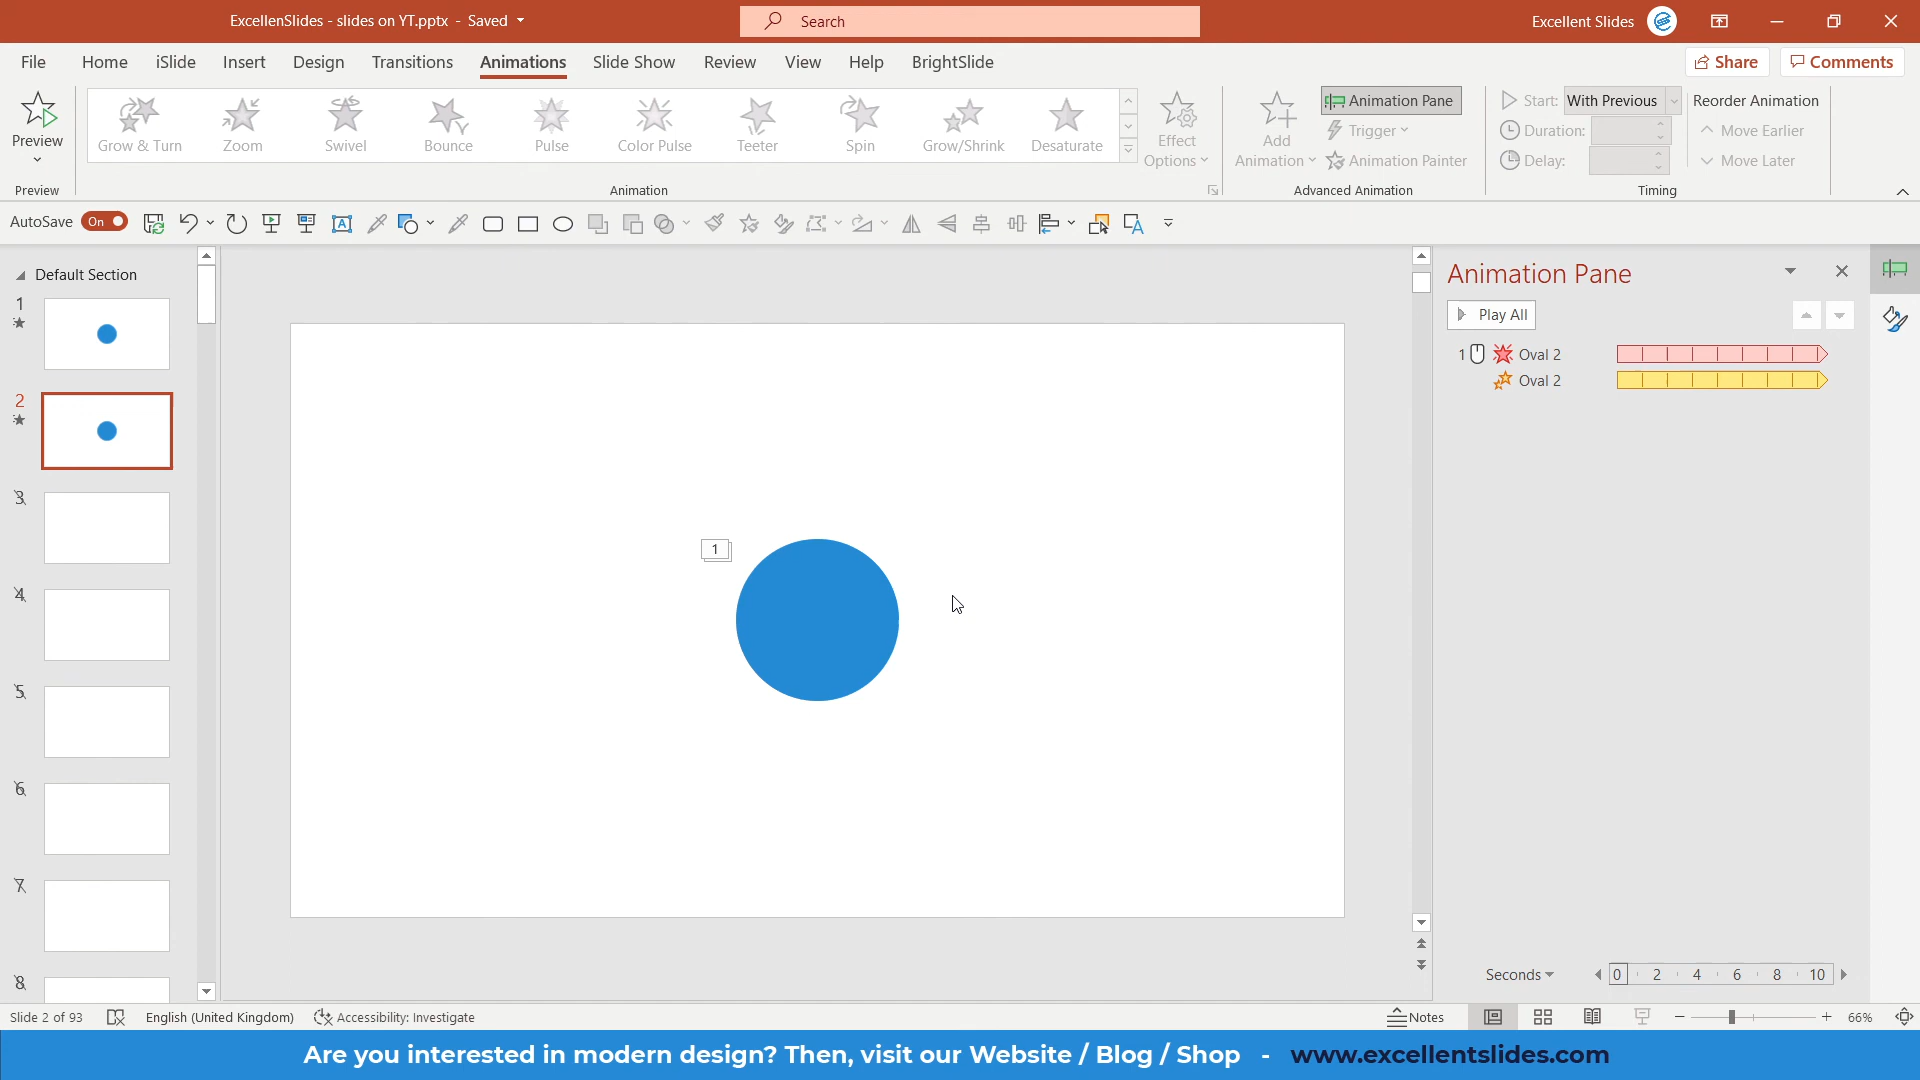 ExcellenSlides - slides on YT.pptx - Saved
Search
Excellent Slides
File Home iSlide Insert Design Transitions Animations Slide Show Review View Help BrightSlide
Share Comments
Preview
Grow & Turn Zoom Swivel Bounce Pulse Color Pulse Teeter Spin Grow/Shrink Desaturate
Effect Options
Add Animation
Animation Pane
Trigger
Animation Painter
Start: With Previous
Duration:
Delay:
Reorder Animation
Move Earlier
Move Later
Preview Animation Advanced Animation Timing
AutoSave On
Default Section
1
2
3
4
5
6
7
8
1
Animation Pane
Play All
1 Oval 2
Oval 2
Seconds 0 2 4 6 8 10
Slide 2 of 93 English (United Kingdom) Accessibility: Investigate Notes 66%
Are you interested in modern design? Then, visit our Website / Blog / Shop - www.excellentslides.com